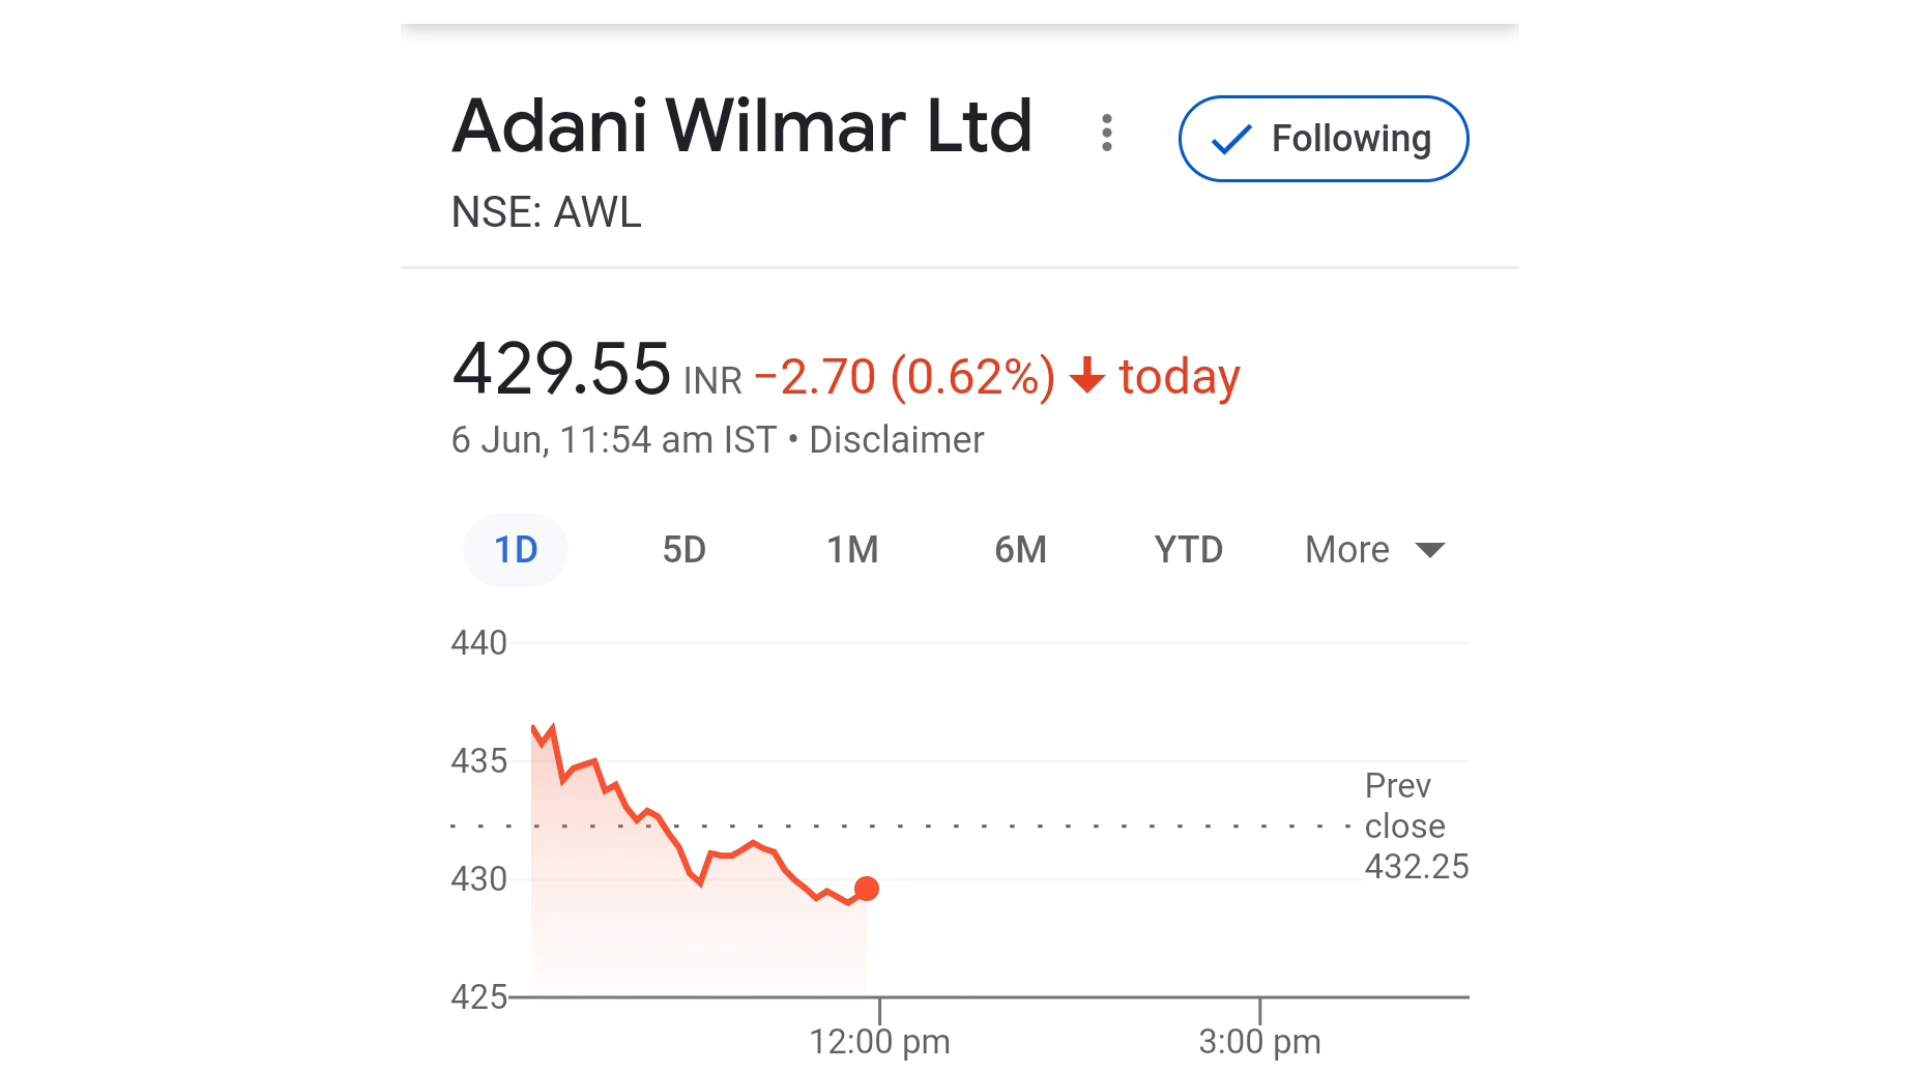 Adani Wilmar Ltd
Following
NSE: AWL
429.55 INR −2.70 (0.62%) today
6 Jun, 11:54 am IST • Disclaimer
1D 5D 1M 6M YTD More
440
435
430
425
Prev
close
432.25
12:00 pm 3:00 pm